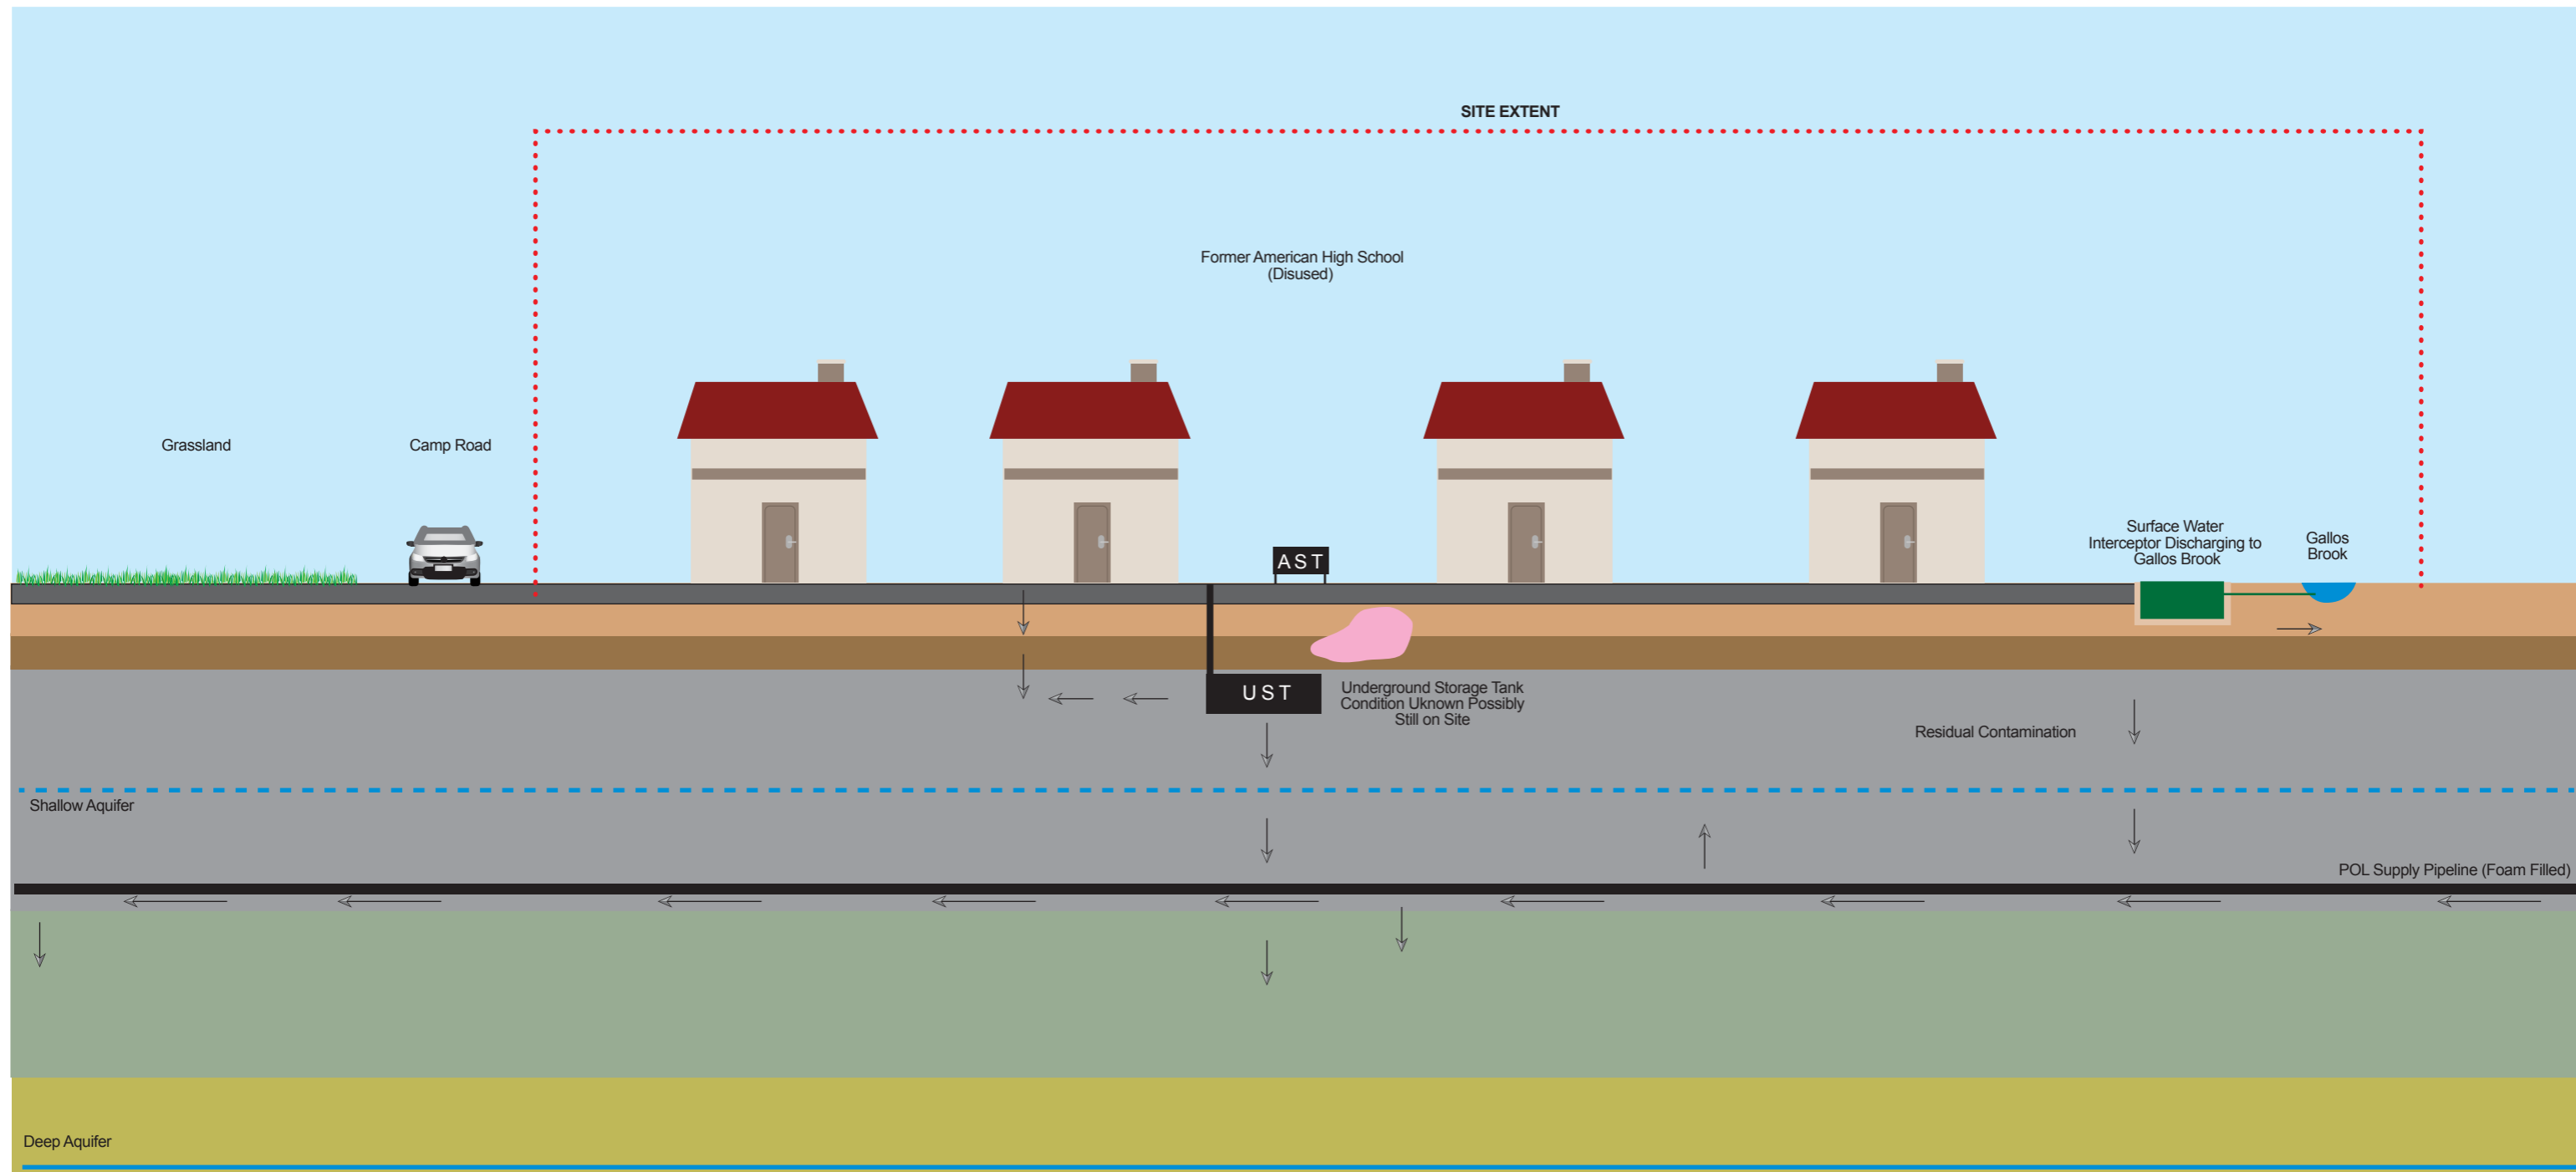 SITE EXTENT
Former American High School
(Disused)
Grassland
Camp Road
Surface Water
Interceptor Discharging to
Gallos Brook
Gallos
Brook
AST
UST
Underground Storage Tank
Condition Uknown Possibly
Still on Site
Residual Contamination
Shallow Aquifer
POL Supply Pipeline (Foam Filled)
Deep Aquifer